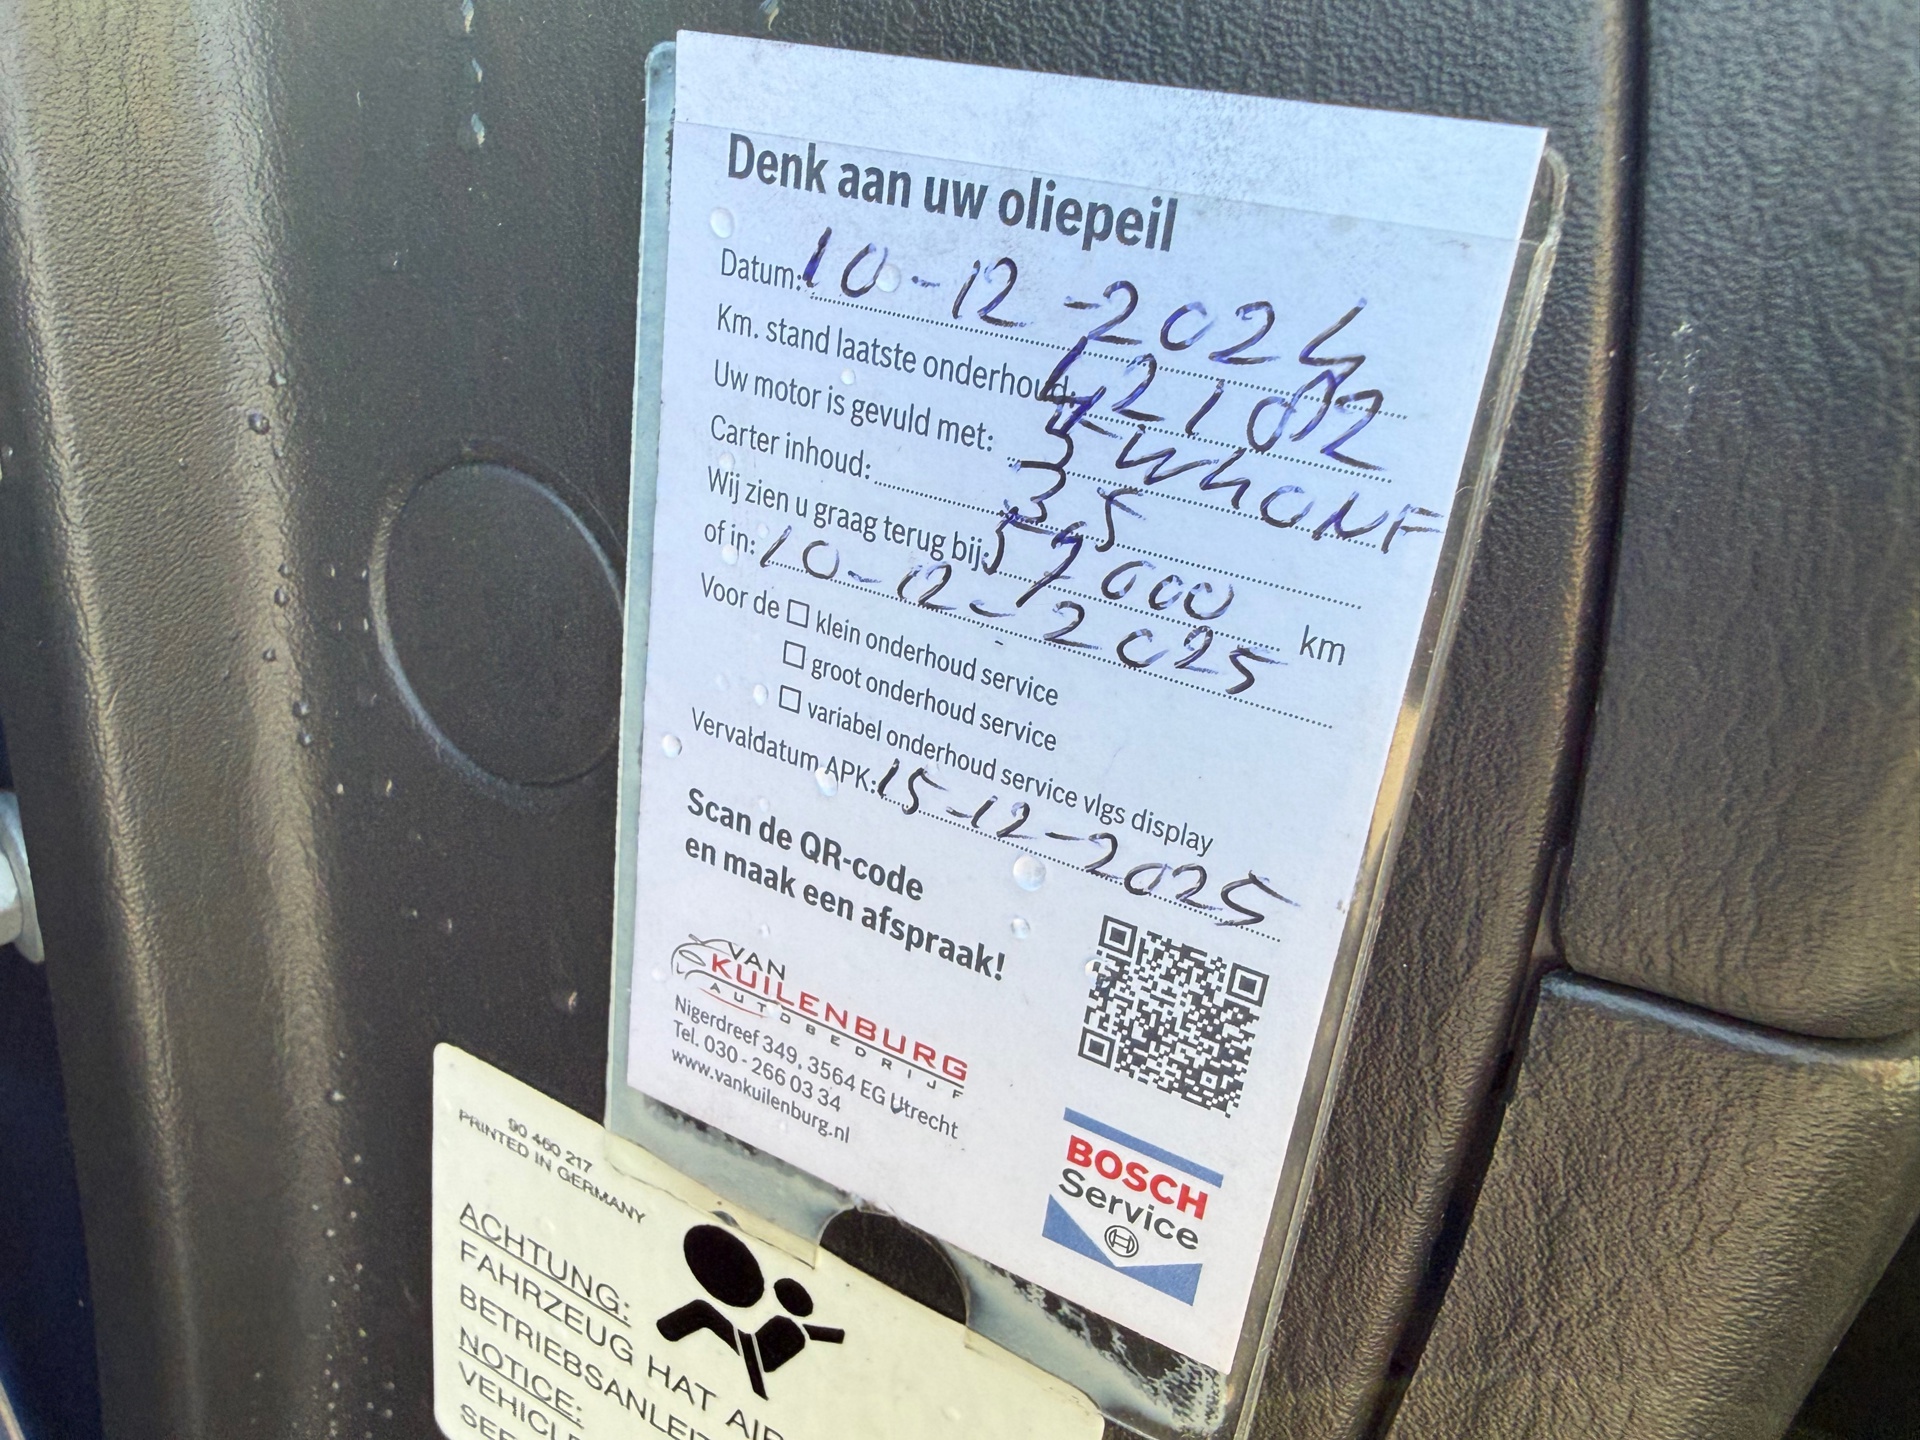 Denk aan uw oliepeil
Datum: 10-12-2024
Km. stand laatste onderhoud: 42102
Uw motor is gevuld met: 5W40NF
Carter inhoud: 3,5
Wij zien u graag terug bij: 57000 km
of in: 10-12-2025
Voor de □ klein onderhoud service
□ groot onderhoud service
□ variabel onderhoud service vlgs display
Vervaldatum APK: 15-12-2025
Scan de QR-code
en maak een afspraak!
VAN
KUILENBURG
AUTOBEDRIJF
Nigerdreef 349, 3564 EG Utrecht
Tel. 030 - 266 03 34
www.vankuilenburg.nl
BOSCH
Service
90 460 217
PRINTED IN GERMANY
ACHTUNG:
FAHRZEUG HAT
BETRIEBSANLEI
NOTICE: